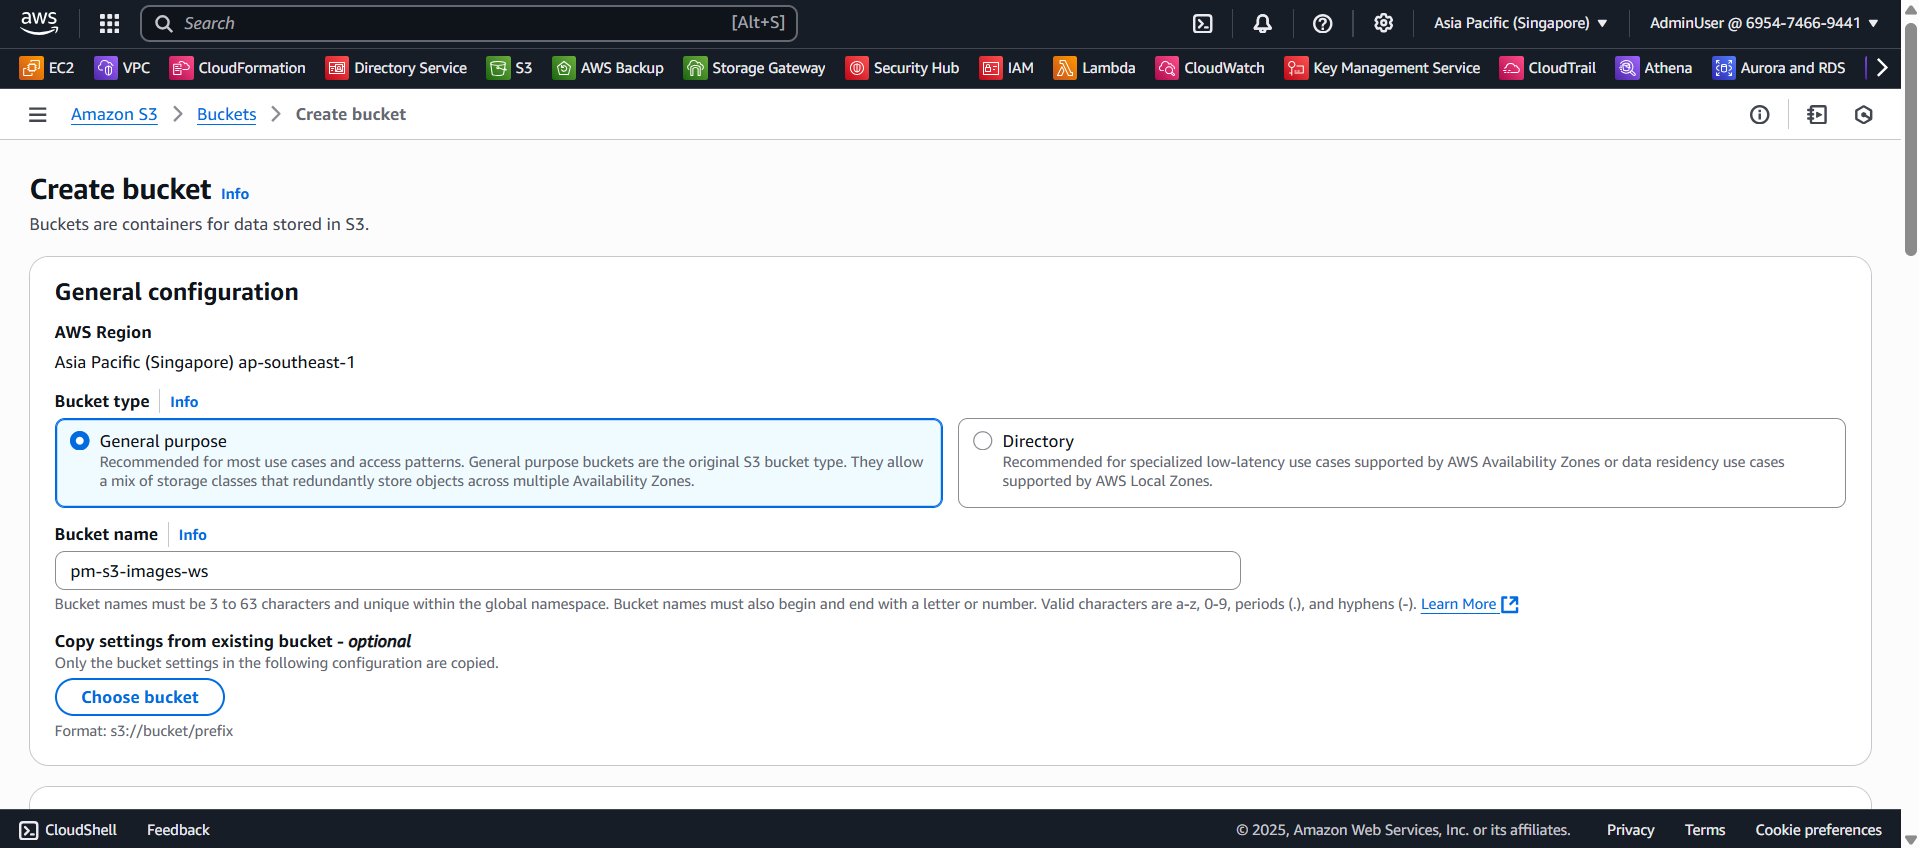 aws
Search [Alt+S]
Asia Pacific (Singapore)
AdminUser @ 6954-7466-9441
EC2 VPC CloudFormation Directory Service S3 AWS Backup Storage Gateway Security Hub IAM Lambda CloudWatch Key Management Service CloudTrail Athena Aurora and RDS
Amazon S3 Buckets Create bucket
Create bucket Info
Buckets are containers for data stored in S3.
General configuration
AWS Region
Asia Pacific (Singapore) ap-southeast-1
Bucket type Info
General purpose
Recommended for most use cases and access patterns. General purpose buckets are the original S3 bucket type. They allow
a mix of storage classes that redundantly store objects across multiple Availability Zones.
Directory
Recommended for specialized low-latency use cases supported by AWS Availability Zones or data residency use cases
supported by AWS Local Zones.
Bucket name Info
pm-s3-images-ws
Bucket names must be 3 to 63 characters and unique within the global namespace. Bucket names must also begin and end with a letter or number. Valid characters are a-z, 0-9, periods (.), and hyphens (-). Learn More
Copy settings from existing bucket - optional
Only the bucket settings in the following configuration are copied.
Choose bucket
Format: s3://bucket/prefix
CloudShell Feedback © 2025, Amazon Web Services, Inc. or its affiliates. Privacy Terms Cookie preferences